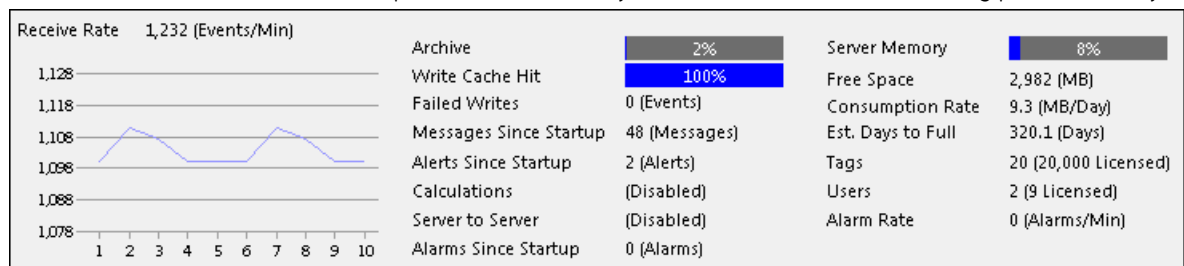 Receive Rate 1,232 (Events/Min)
1,128
1,118
1,108
1,098
1,088
1,078
1 2 3 4 5 6 7 8 9 10
Archive 2%
Write Cache Hit 100%
Failed Writes 0 (Events)
Messages Since Startup 48 (Messages)
Alerts Since Startup 2 (Alerts)
Calculations (Disabled)
Server to Server (Disabled)
Alarms Since Startup 0 (Alarms)
Server Memory 8%
Free Space 2,982 (MB)
Consumption Rate 9.3 (MB/Day)
Est. Days to Full 320.1 (Days)
Tags 20 (20,000 Licensed)
Users 2 (9 Licensed)
Alarm Rate 0 (Alarms/Min)